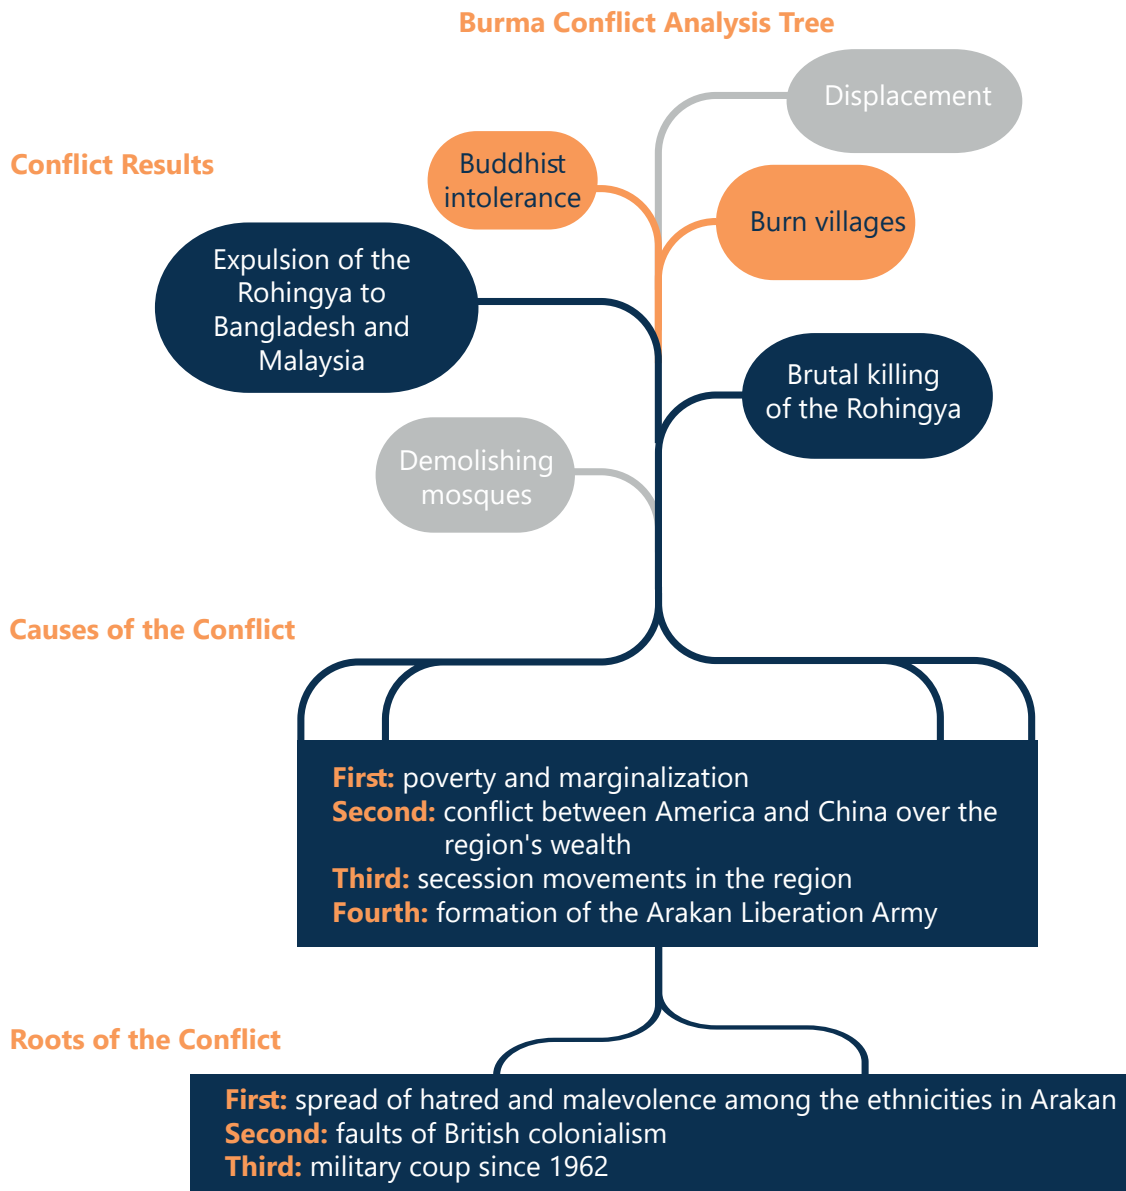 Burma Conflict Analysis Tree
Displacement
Conflict Results
Buddhist
intolerance
Burn villages
Expulsion of the
Rohingya to
Bangladesh and
Malaysia
Brutal killing
of the Rohingya
Demolishing
mosques
Causes of the Conflict
First: poverty and marginalization
Second: conflict between America and China over the
region's wealth
Third: secession movements in the region
Fourth: formation of the Arakan Liberation Army
Roots of the Conflict
First: spread of hatred and malevolence among the ethnicities in Arakan
Second: faults of British colonialism
Third: military coup since 1962